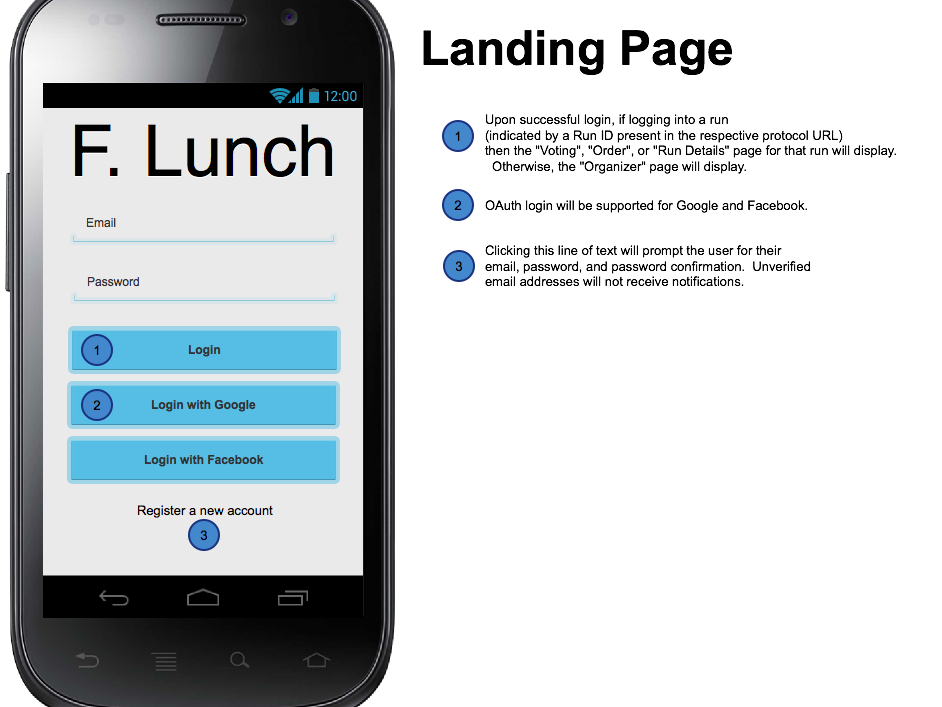 Landing Page
12:00
F. Lunch
Email
Password
1 Login
2 Login with Google
Login with Facebook
Register a new account
3
1 Upon successful login, if logging into a run
(indicated by a Run ID present in the respective protocol URL)
then the "Voting", "Order", or "Run Details" page for that run will display.
Otherwise, the "Organizer" page will display.
2 OAuth login will be supported for Google and Facebook.
3 Clicking this line of text will prompt the user for their
email, password, and password confirmation.  Unverified
email addresses will not receive notifications.